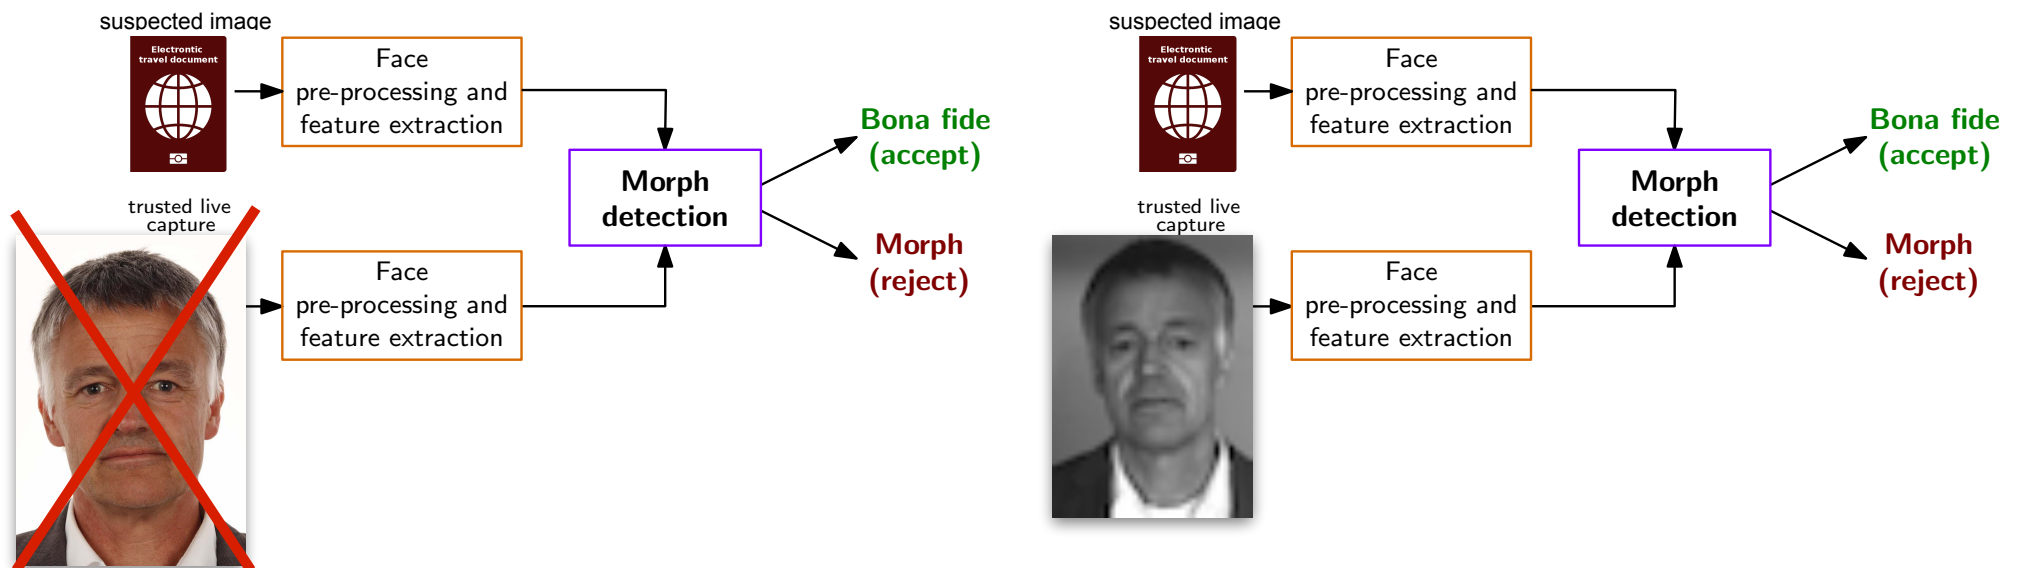 suspected image
Electrontic
travel document
Face
pre-processing and
feature extraction
Morph
detection
Bona fide
(accept)
Morph
(reject)
trusted live
capture
Face
pre-processing and
feature extraction
suspected image
Electrontic
travel document
Face
pre-processing and
feature extraction
Morph
detection
Bona fide
(accept)
Morph
(reject)
trusted live
capture
Face
pre-processing and
feature extraction